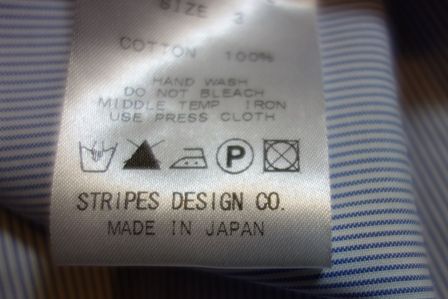 SIZE 3
COTTON 100%
HAND WASH
DO NOT BLEACH
MIDDLE TEMP. IRON
USE PRESS CLOTH
P
STRIPES DESIGN CO.
MADE IN JAPAN